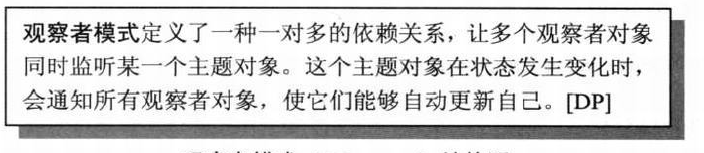 观察者模式定义了一种一对多的依赖关系，让多个观察者对象
同时监听某一个主题对象。这个主题对象在状态发生变化时，
会通知所有观察者对象，使它们能够自动更新自己。[DP]